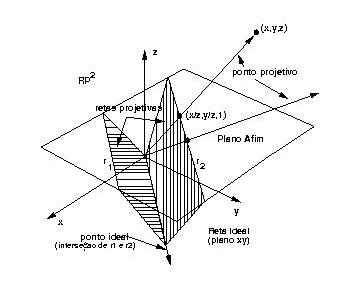 (x,y,z)
z
RP²
ponto projetivo
retas projetivas
(x/z,y/z,1)
Plano Afim
r1
r2
x
y
ponto ideal
(interseção de r1 e r2)
Reta ideal
(plano xy)